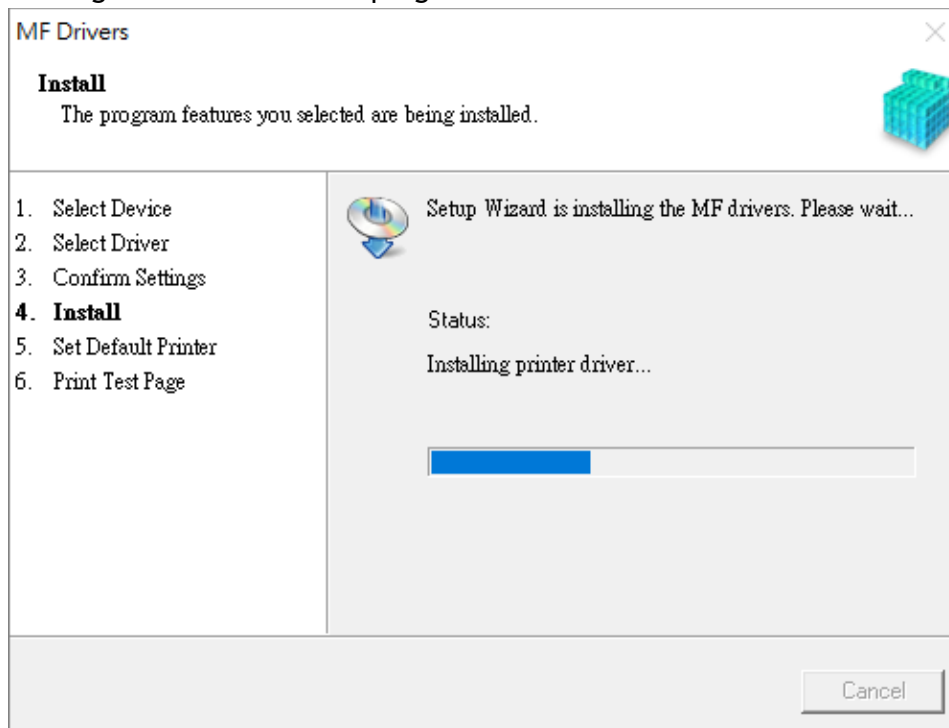 MF Drivers
Install
The program features you selected are being installed.
1. Select Device
2. Select Driver
3. Confirm Settings
4. Install
5. Set Default Printer
6. Print Test Page
Setup Wizard is installing the MF drivers. Please wait...
Status:
Installing printer driver...
Cancel